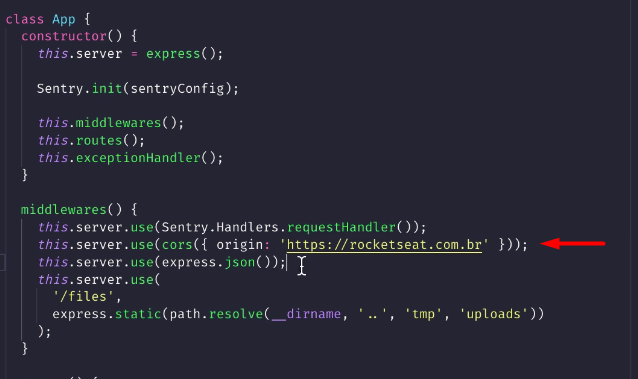 class App {
constructor() {
this.server = express();
Sentry.init(sentryConfig);
this.middlewares();
this.routes();
this.exceptionHandler();
}
middlewares() {
this.server.use(Sentry.Handlers.requestHandler());
this.server.use(cors({ origin: 'https://rocketseat.com.br' }));
this.server.use(express.json());
this.server.use(
'/files',
express.static(path.resolve(__dirname, '..', 'tmp', 'uploads'))
);
}